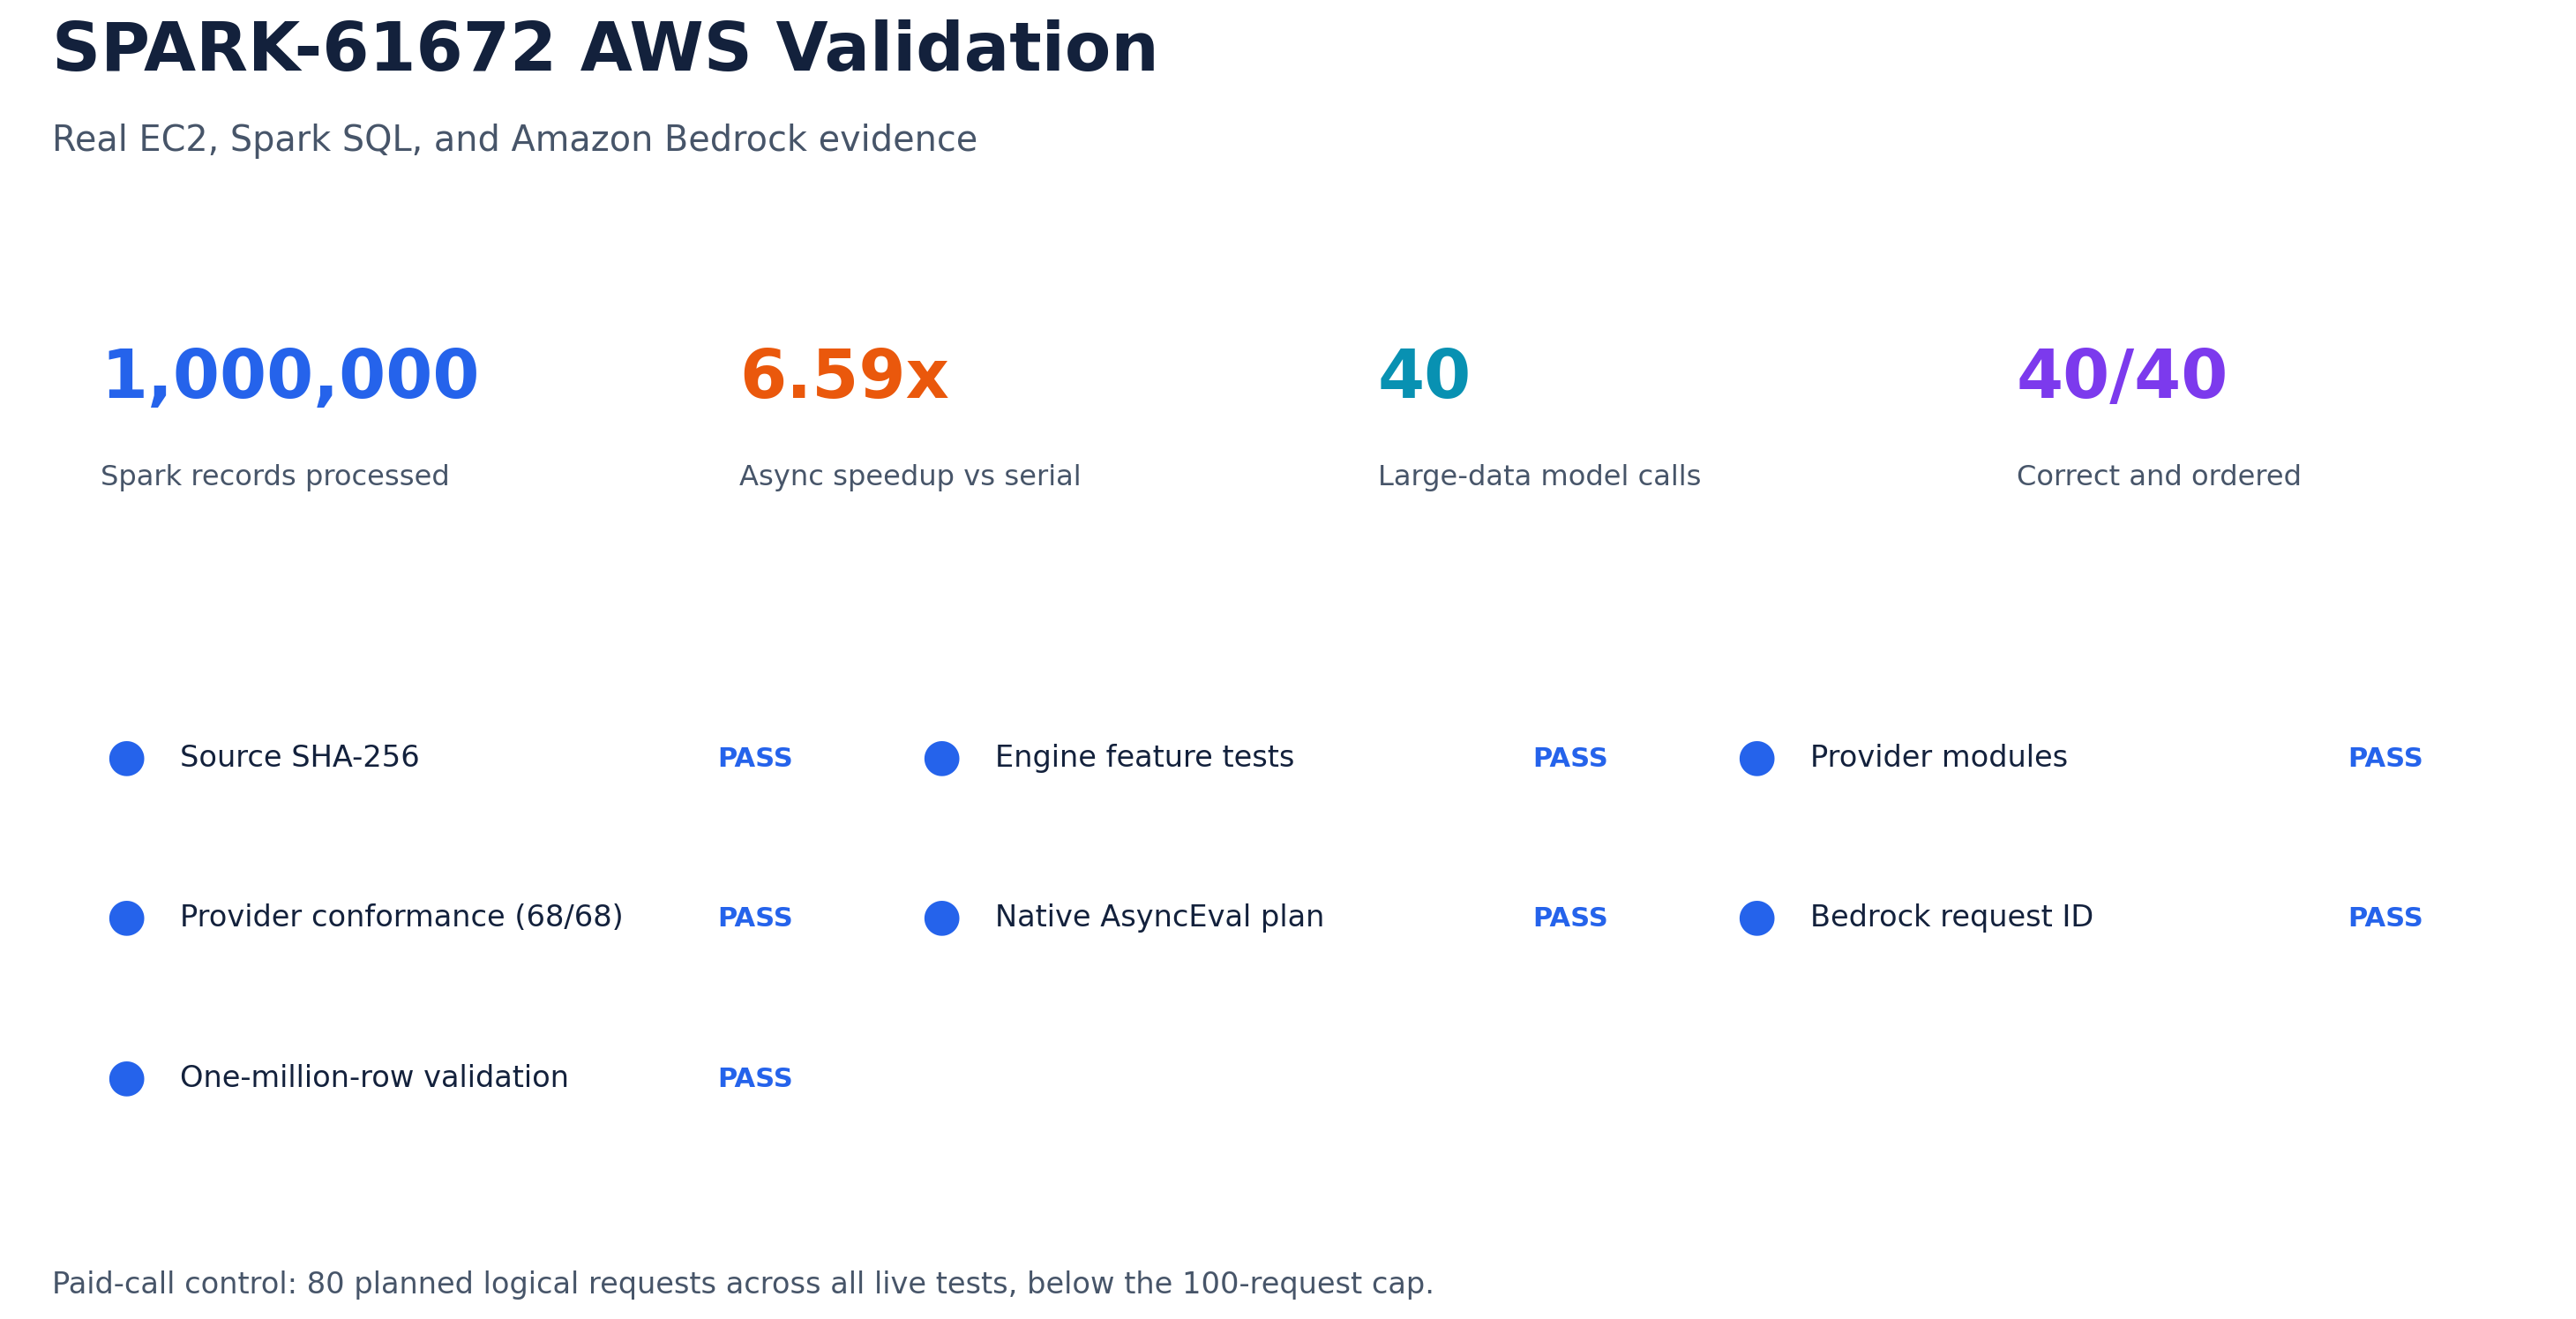 SPARK-61672 AWS Validation
Real EC2, Spark SQL, and Amazon Bedrock evidence
1,000,000
Spark records processed
6.59x
Async speedup vs serial
40
Large-data model calls
40/40
Correct and ordered
Source SHA-256 PASS
Engine feature tests PASS
Provider modules PASS
Provider conformance (68/68) PASS
Native AsyncEval plan PASS
Bedrock request ID PASS
One-million-row validation PASS
Paid-call control: 80 planned logical requests across all live tests, below the 100-request cap.